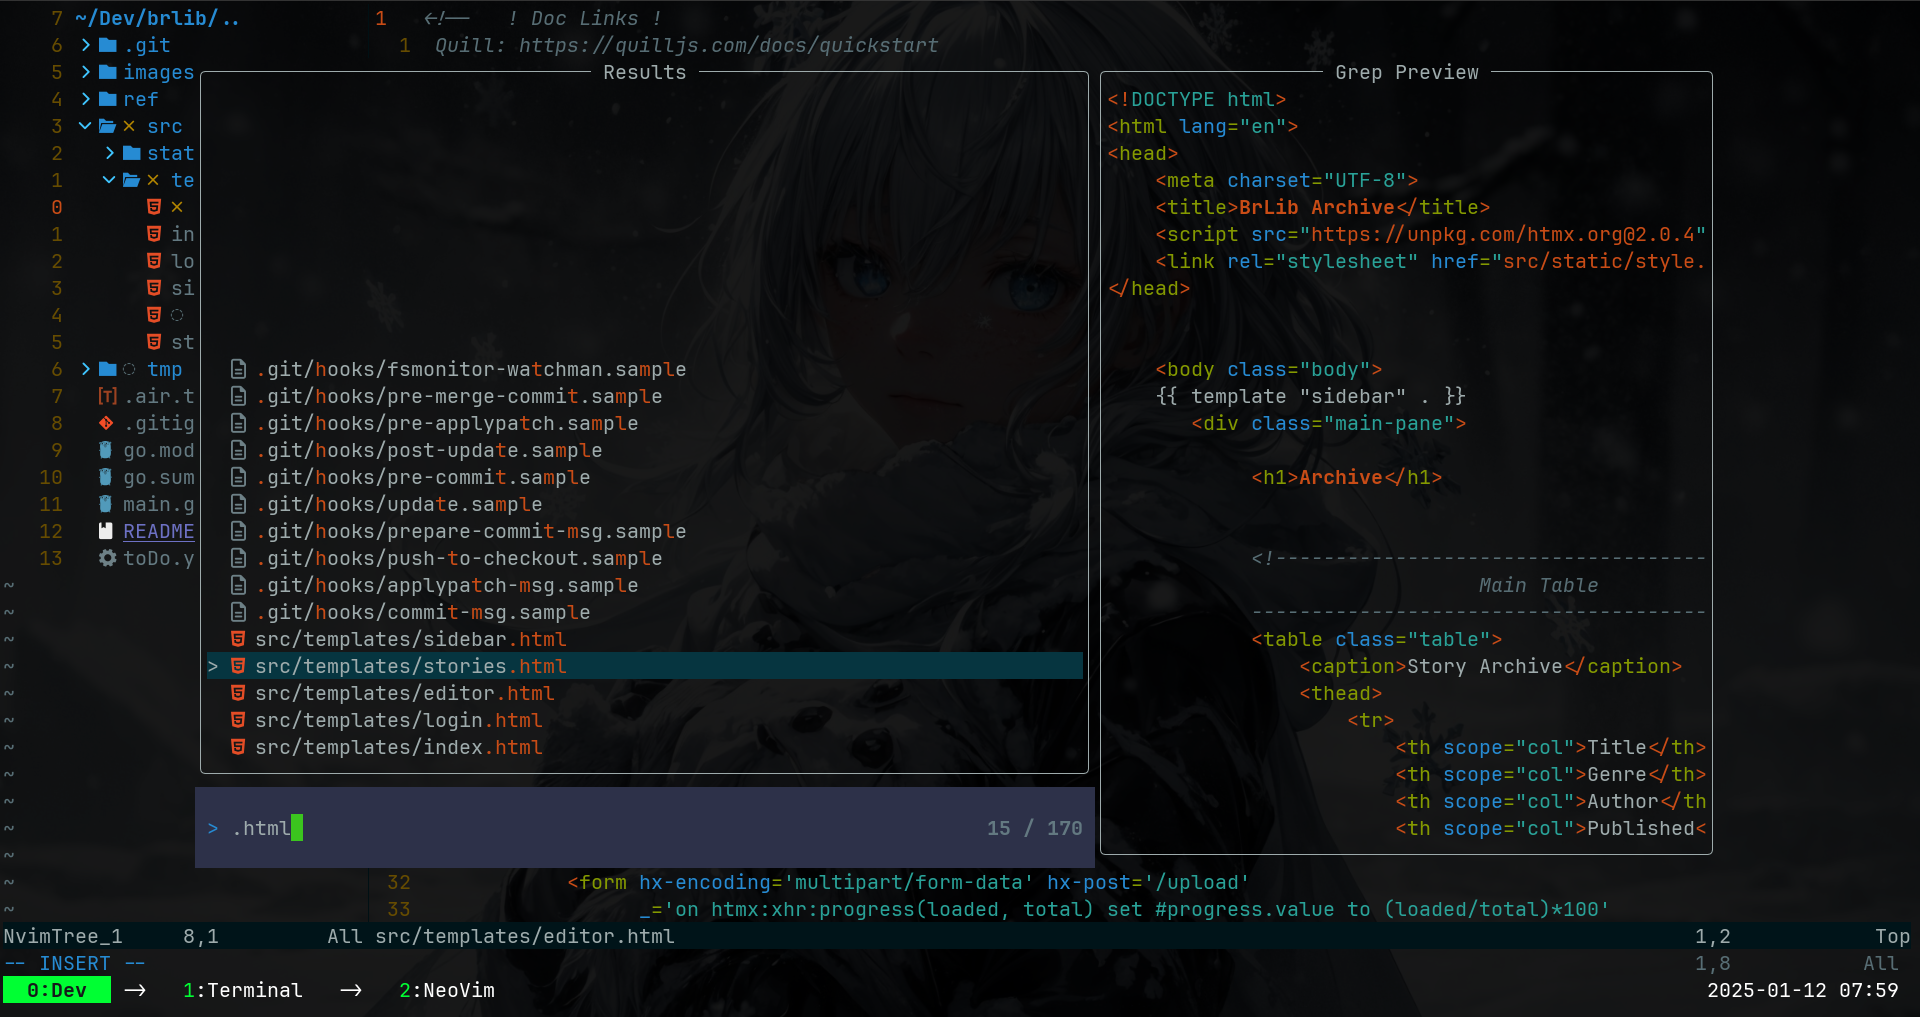 7 ~/Dev/brlib/..
6 .git
5 images
4 ref
3 src
2 stat
1 te
0
1 in
2 lo
3 si
4
5 st
6 tmp
7 .air.t
8 .gitig
9 go.mod
10 go.sum
11 main.g
12 README
13 toDo.y
~
~
~
~
~
~
~
~
~
~
~
~
~
1 <!-- ! Doc Links !
1 Quill: https://quilljs.com/docs/quickstart
Results
.git/hooks/fsmonitor-watchman.sample
.git/hooks/pre-merge-commit.sample
.git/hooks/pre-applypatch.sample
.git/hooks/post-update.sample
.git/hooks/pre-commit.sample
.git/hooks/update.sample
.git/hooks/prepare-commit-msg.sample
.git/hooks/push-to-checkout.sample
.git/hooks/applypatch-msg.sample
.git/hooks/commit-msg.sample
src/templates/sidebar.html
> src/templates/stories.html
src/templates/editor.html
src/templates/login.html
src/templates/index.html
> .html 15 / 170
Grep Preview
<!DOCTYPE html>
<html lang="en">
<head>
<meta charset="UTF-8">
<title>BrLib Archive</title>
<script src="https://unpkg.com/htmx.org@2.0.4"
<link rel="stylesheet" href="src/static/style.
</head>
<body class="body">
{{ template "sidebar" . }}
<div class="main-pane">
<h1>Archive</h1>
<!------------------------------------
Main Table
--------------------------------------
<table class="table">
<caption>Story Archive</caption>
<thead>
<tr>
<th scope="col">Title</th>
<th scope="col">Genre</th>
<th scope="col">Author</th
<th scope="col">Published<
32 <form hx-encoding='multipart/form-data' hx-post='/upload'
33 _='on htmx:xhr:progress(loaded, total) set #progress.value to (loaded/total)*100'
NvimTree_1 8,1 All src/templates/editor.html 1,2 Top
-- INSERT -- 1,8 All
0:Dev → 1:Terminal → 2:NeoVim 2025-01-12 07:59